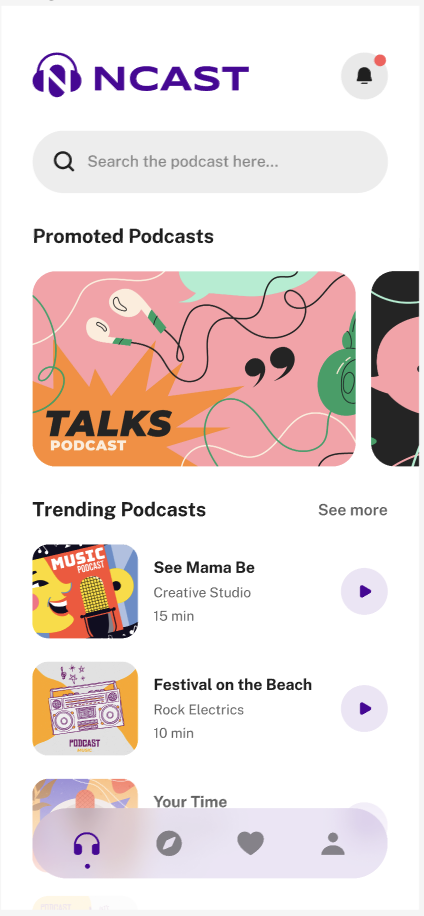 NCAST
Search the podcast here...
Promoted Podcasts
TALKS
PODCAST
Trending Podcasts
See more
MUSIC
PODCAST
See Mama Be
Creative Studio
15 min
PODCAST
Festival on the Beach
Rock Electrics
10 min
Your Time
PODCAST